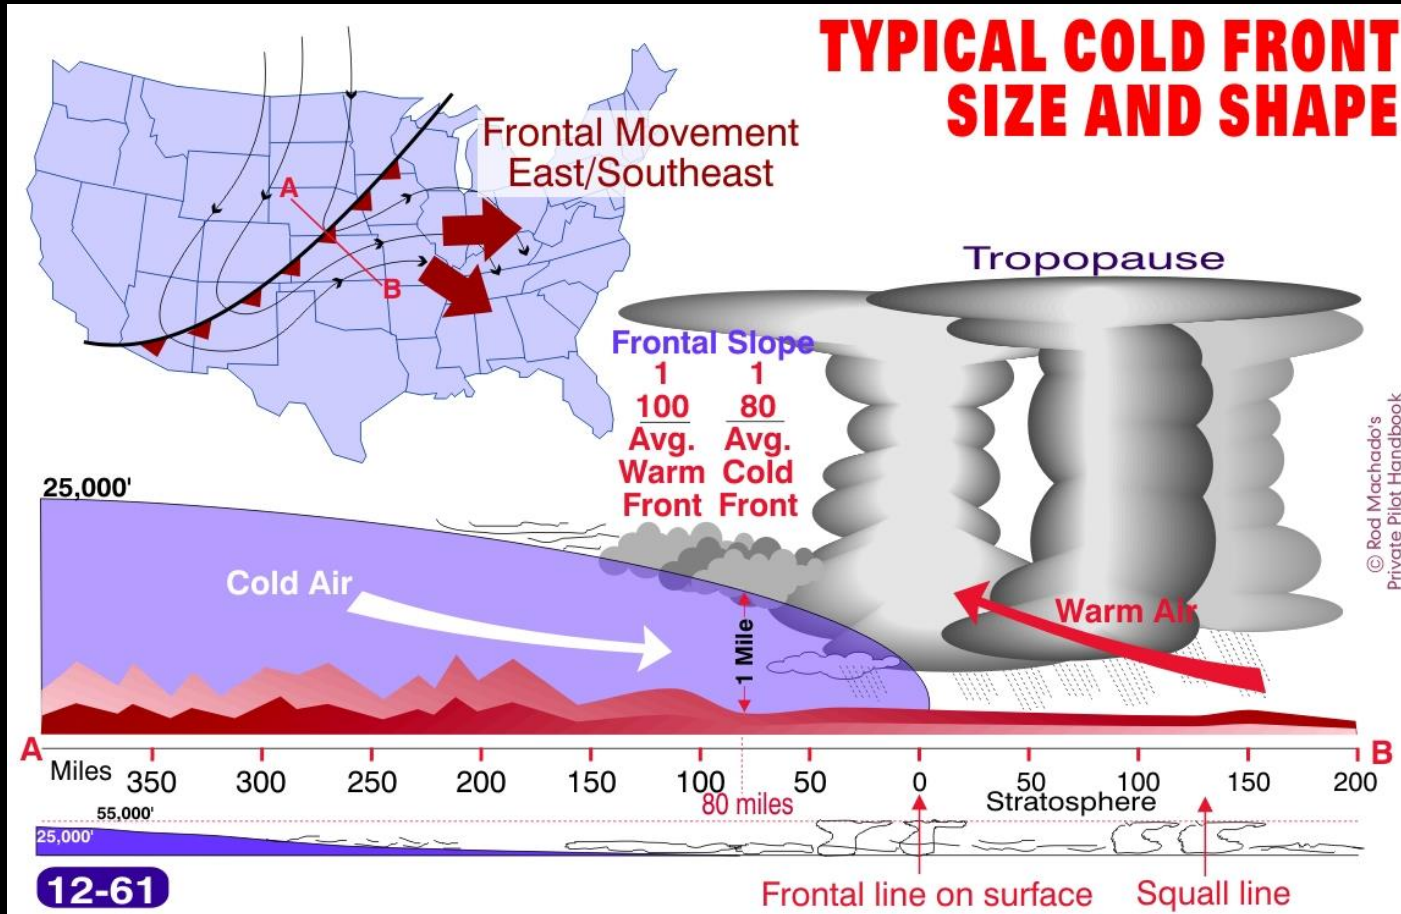 TYPICAL COLD FRONT
SIZE AND SHAPE
Frontal Movement
East/Southeast
A
B
Tropopause
Frontal Slope
1 1
100 80
Avg. Avg.
Warm Cold
Front Front
© Rod Machado's
Private Pilot Handbook
25,000'
Cold Air
Warm Air
1 Mile
A B
Miles 350 300 250 200 150 100 50 0 50 100 150 200
80 miles
Stratosphere
55,000'
25,000'
12-61
Frontal line on surface Squall line